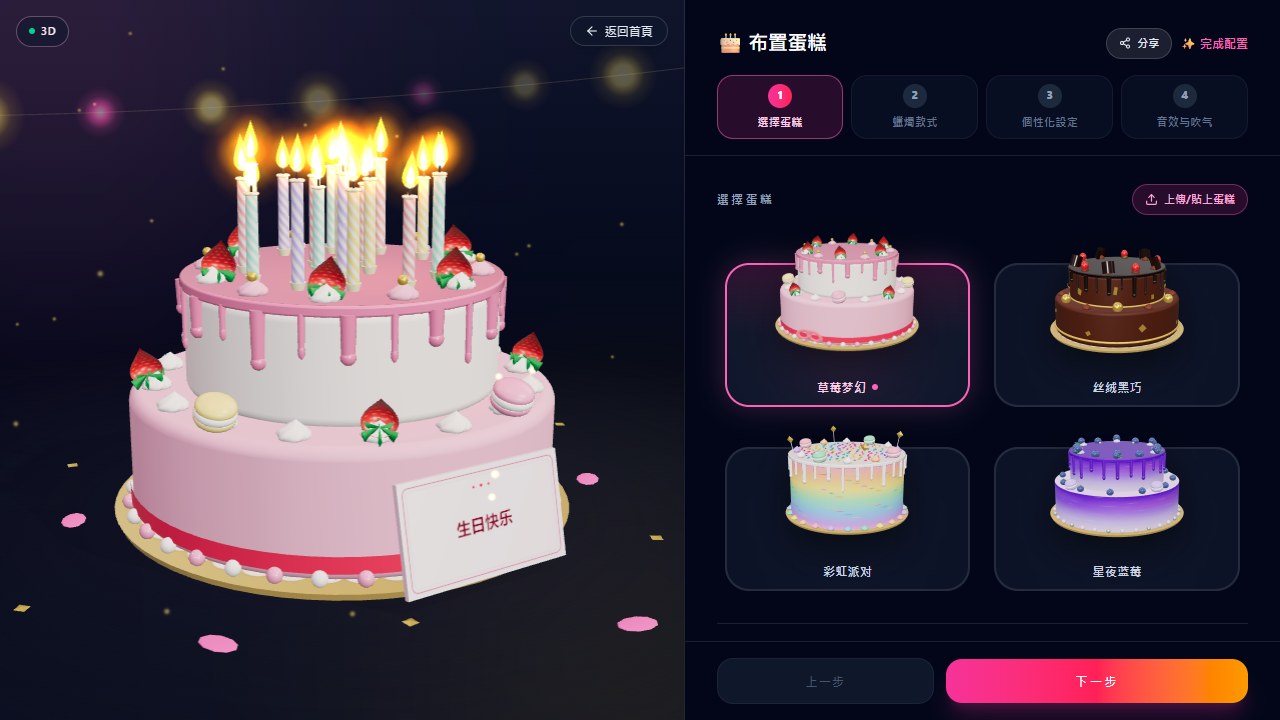 3D
返回首頁
生日快乐
布置蛋糕
分享
完成配置
1
選擇蛋糕
2
蠟燭款式
3
個性化設定
4
音效与吹气
選擇蛋糕
上傳/貼上蛋糕
草莓梦幻
丝绒黑巧
彩虹派对
星夜蓝莓
上一步
下一步